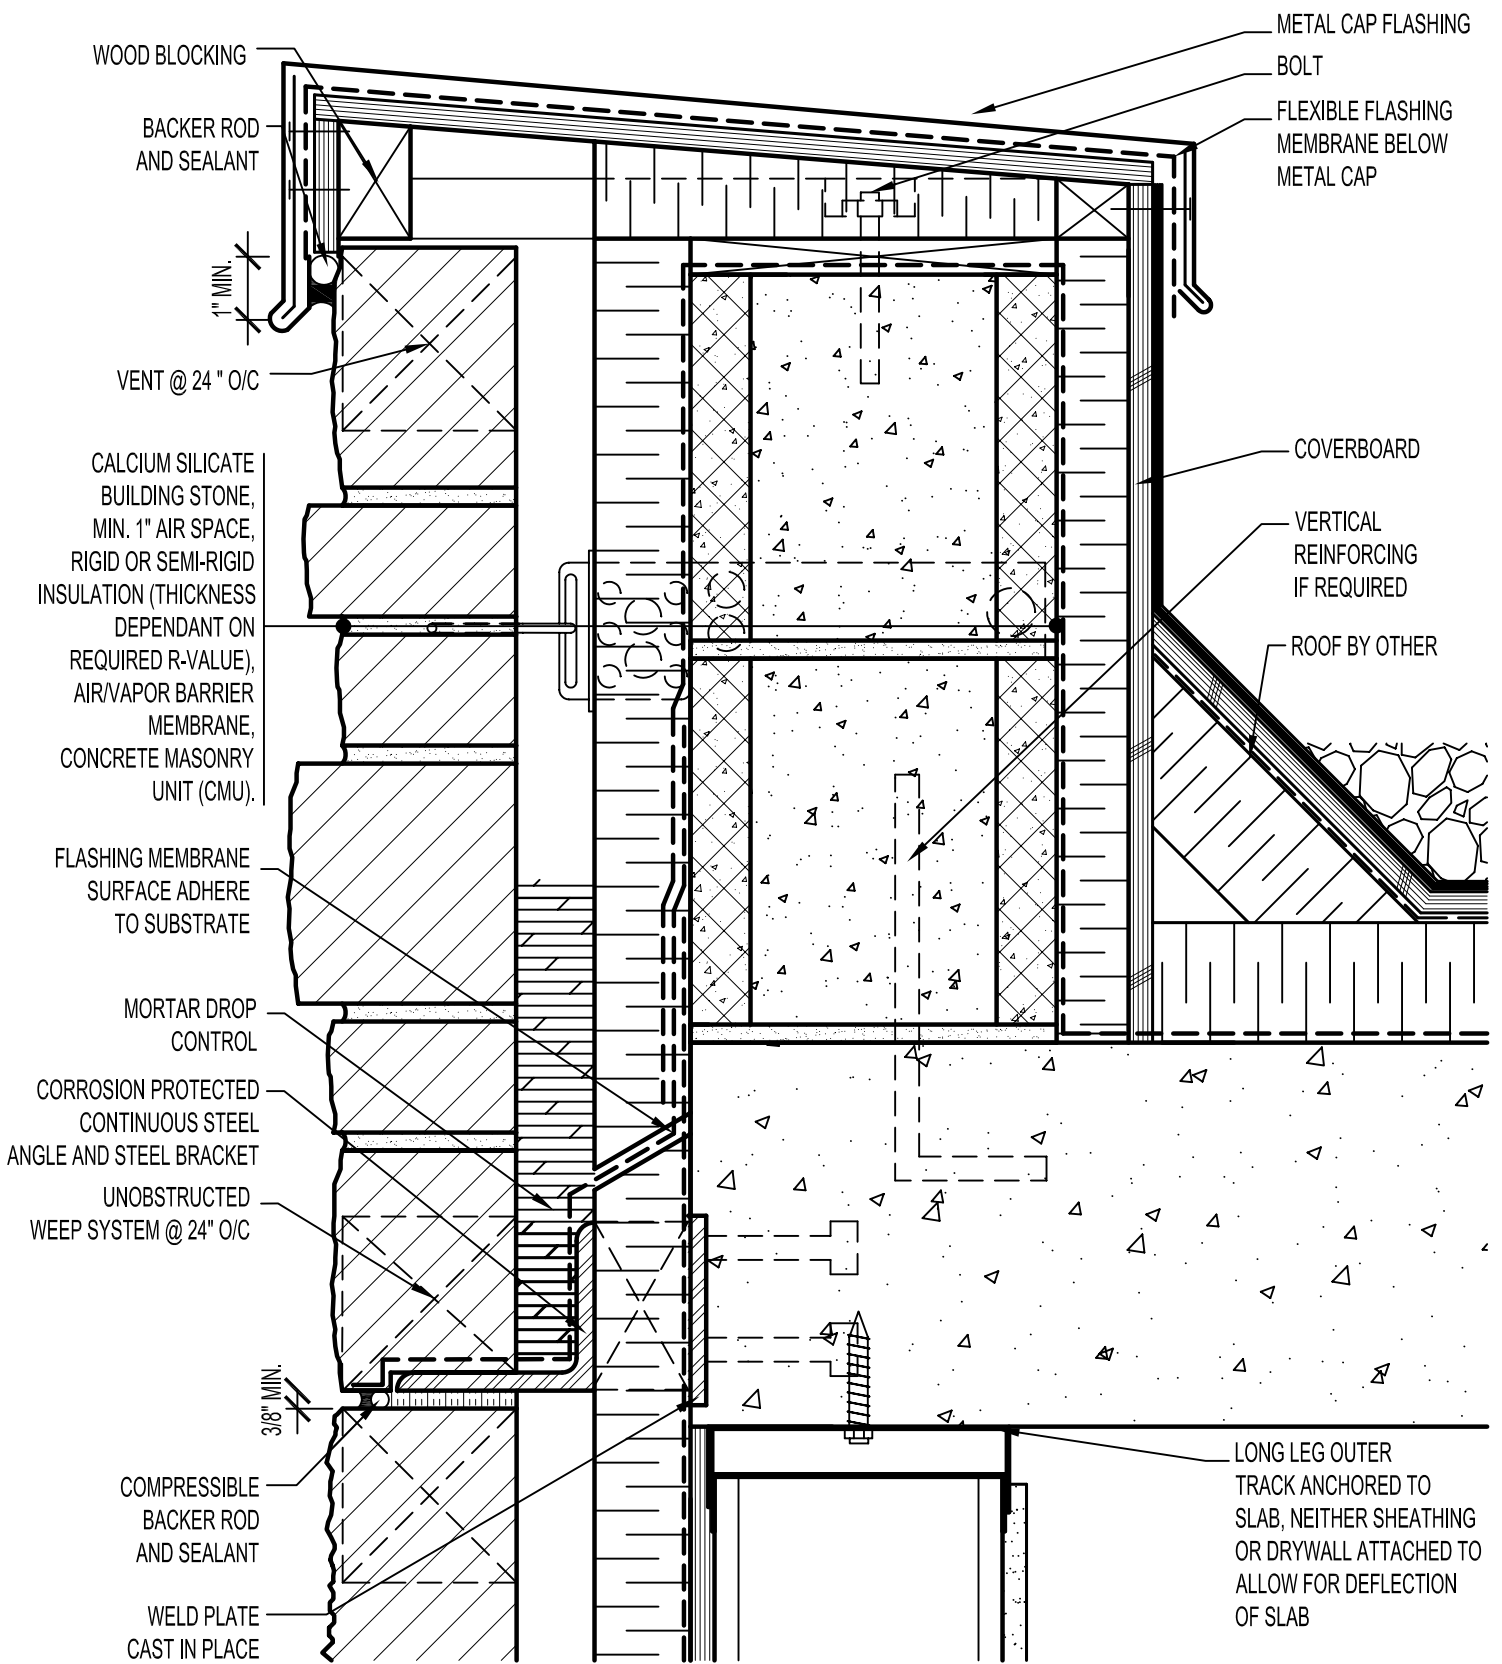 WOOD BLOCKING
BACKER ROD
AND SEALANT
1" MIN.
VENT @ 24 " O/C
CALCIUM SILICATE
BUILDING STONE,
MIN. 1" AIR SPACE,
RIGID OR SEMI-RIGID
INSULATION (THICKNESS
DEPENDANT ON
REQUIRED R-VALUE),
AIR/VAPOR BARRIER
MEMBRANE,
CONCRETE MASONRY
UNIT (CMU).
FLASHING MEMBRANE
SURFACE ADHERE
TO SUBSTRATE
MORTAR DROP
CONTROL
CORROSION PROTECTED
CONTINUOUS STEEL
ANGLE AND STEEL BRACKET
UNOBSTRUCTED
WEEP SYSTEM @ 24" O/C
3/8" MIN.
COMPRESSIBLE
BACKER ROD
AND SEALANT
WELD PLATE
CAST IN PLACE
METAL CAP FLASHING
BOLT
FLEXIBLE FLASHING
MEMBRANE BELOW
METAL CAP
COVERBOARD
VERTICAL
REINFORCING
IF REQUIRED
ROOF BY OTHER
LONG LEG OUTER
TRACK ANCHORED TO
SLAB, NEITHER SHEATHING
OR DRYWALL ATTACHED TO
ALLOW FOR DEFLECTION
OF SLAB